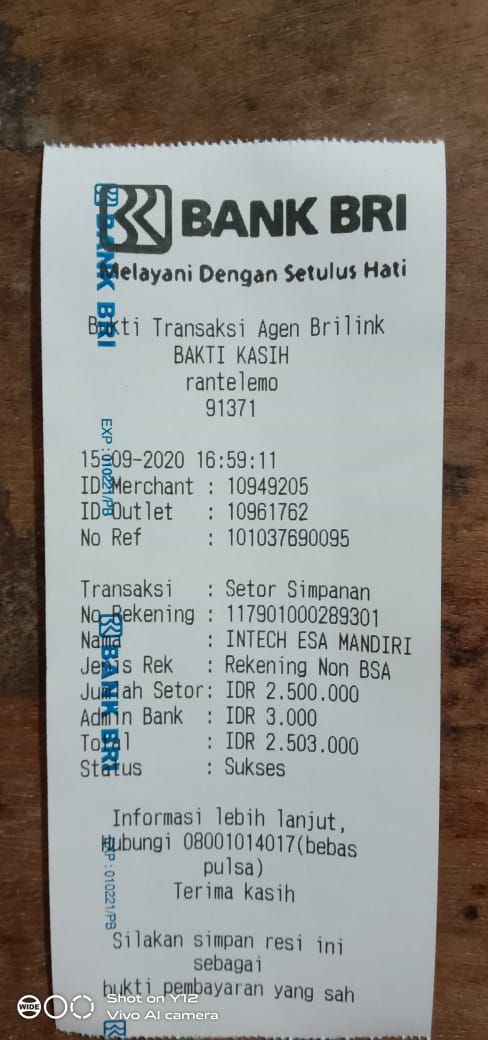 BANK BRI
Melayani Dengan Setulus Hati
Bukti Transaksi Agen Brilink
BAKTI KASIH
rantelemo
91371
15-09-2020 16:59:11
ID Merchant : 10949205
ID Outlet : 10961762
No Ref : 101037690095
Transaksi : Setor Simpanan
No Rekening : 117901000289301
Nama : INTECH ESA MANDIRI
Jenis Rek : Rekening Non BSA
Jumlah Setor: IDR 2.500.000
Admin Bank : IDR 3.000
Total : IDR 2.503.000
Status : Sukses
Informasi lebih lanjut,
Hubungi 08001014017(bebas
pulsa)
Terima kasih
Silakan simpan resi ini
sebagai
bukti pembayaran yang sah
BANK BRI
EXP : 010221/PB
BANK BRI
EXP : 010221/PB
WIDE
Shot on Y12
Vivo AI camera